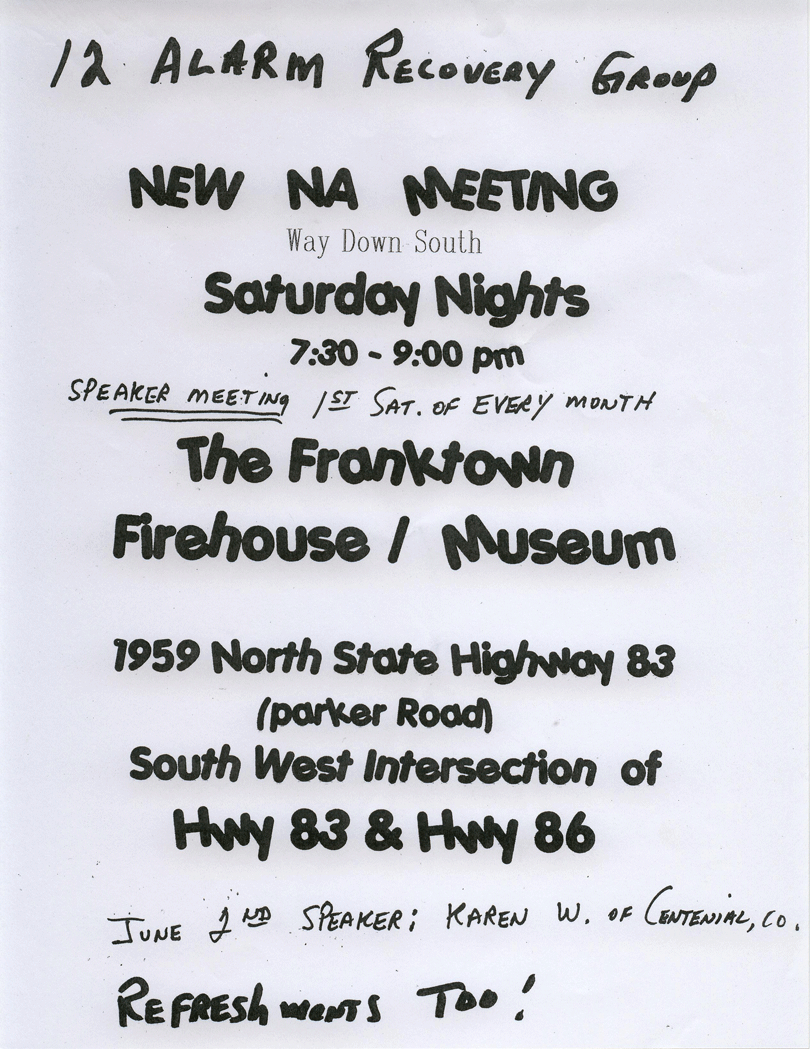 12 ALARM RECOVERY GROUP
NEW NA MEETING
Way Down South
Saturday Nights
7:30 - 9:00 pm
SPEAKER MEETING 1ST SAT. OF EVERY MONTH
The Franktown
Firehouse / Museum
1959 North State Highway 83
(parker Road)
South West Intersection of
Hwy 83 & Hwy 86
JUNE 2ND SPEAKER; KAREN W. OF CENTENIAL, CO.
REFRESHMENTS TOO!